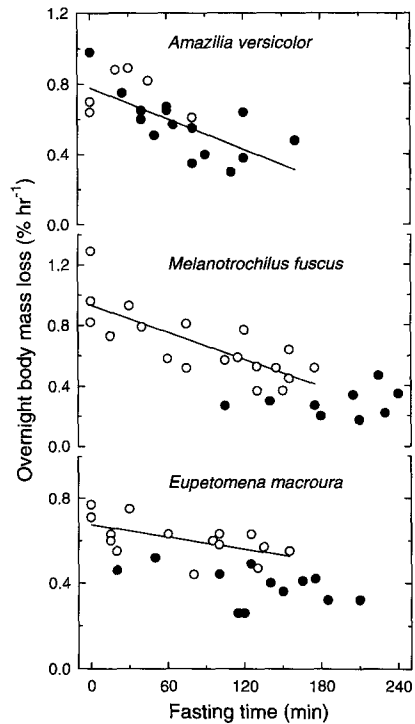 1.2
Amazilia versicolor
0.8
0.4
0.0
Overnight body mass loss (% hr⁻¹)
1.2
Melanotrochilus fuscus
0.8
0.4
0.0
Eupetomena macroura
0.8
0.4
0.0
0 60 120 180 240
Fasting time (min)